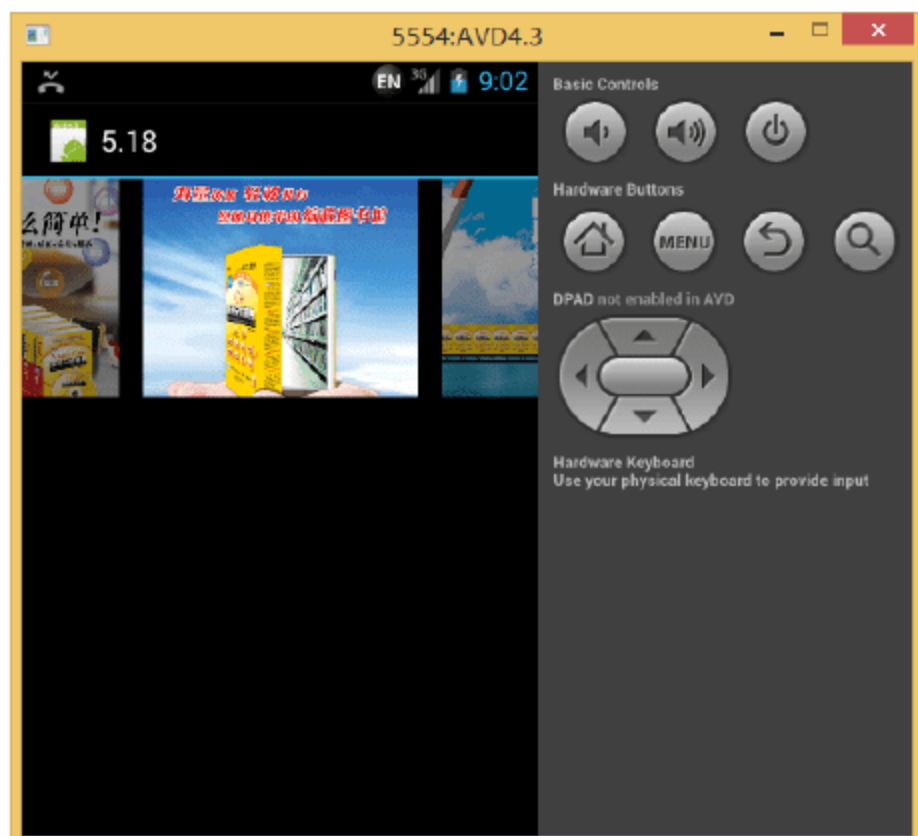 5554:AVD4.3
EN 3G 9:02
5.18
么简单!
Basic Controls
Hardware Buttons
MENU
DPAD not enabled in AVD
Hardware Keyboard
Use your physical keyboard to provide input